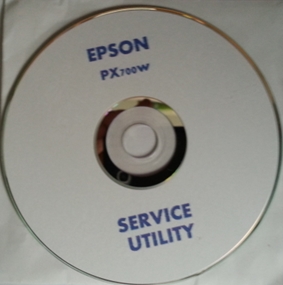 EPSON
PX700W
SERVICE
UTILITY